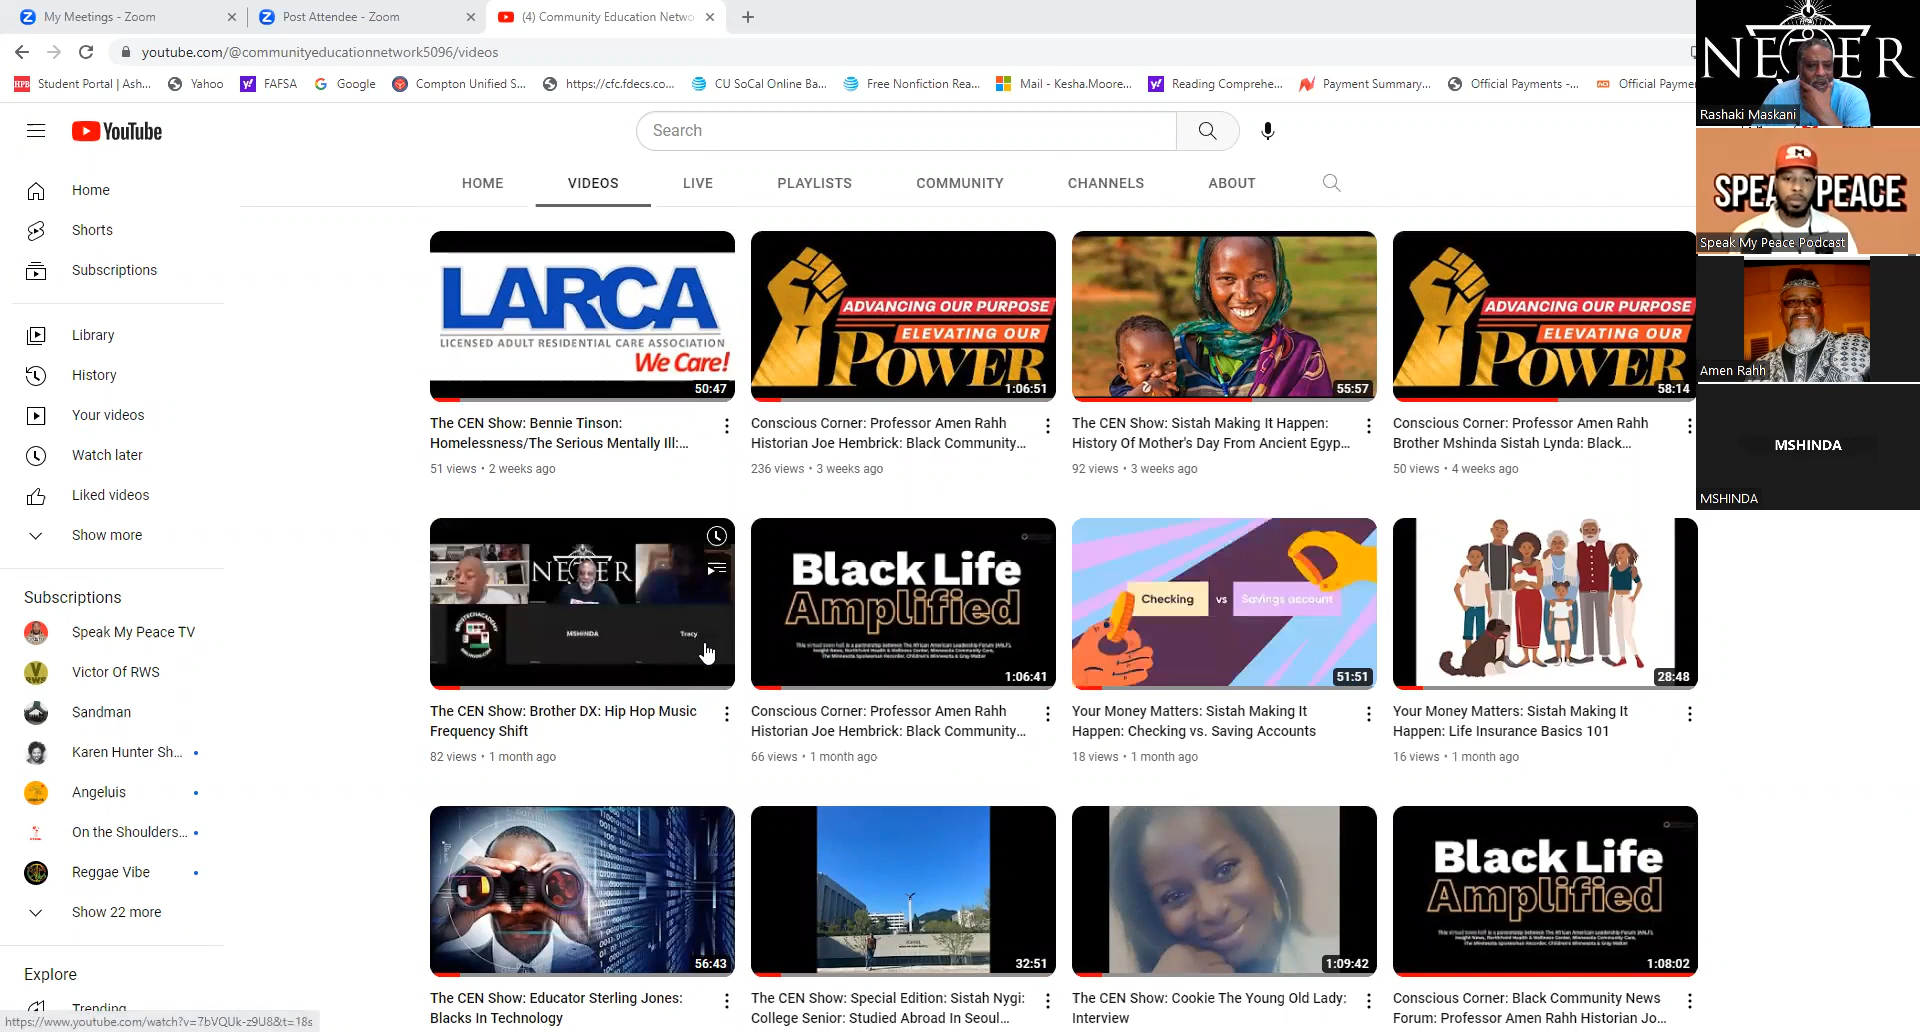 My Meetings - Zoom
Post Attendee - Zoom
(4) Community Education Netwo
youtube.com/@communityeducationnetwork5096/videos
Student Portal | Ash...
Yahoo
FAFSA
Google
Compton Unified S...
https://cfc.fdecs.co...
CU SoCal Online Ba...
Free Nonfiction Rea...
Mail - Kesha.Moore...
Reading Comprehe...
Payment Summary...
Official Payments -...
Official Payme
YouTube
Search
HOME
VIDEOS
LIVE
PLAYLISTS
COMMUNITY
CHANNELS
ABOUT
Home
Shorts
Subscriptions
Library
History
Your videos
Watch later
Liked videos
Show more
Subscriptions
Speak My Peace TV
Victor Of RWS
Sandman
Karen Hunter Sh...
Angeluis
On the Shoulders...
Reggae Vibe
Show 22 more
Explore
Trending
https://www.youtube.com/watch?v=7bVQUk-z9U8&t=18s
LARCA
LICENSED ADULT RESIDENTIAL CARE ASSOCIATION
We Care!
50:47
The CEN Show: Bennie Tinson:
Homelessness/The Serious Mentally Ill:...
51 views • 2 weeks ago
ADVANCING OUR PURPOSE
ELEVATING OUR
POWER
1:06:51
Conscious Corner: Professor Amen Rahh
Historian Joe Hembrick: Black Community...
236 views • 3 weeks ago
55:57
The CEN Show: Sistah Making It Happen:
History Of Mother's Day From Ancient Egyp...
92 views • 3 weeks ago
ADVANCING OUR PURPOSE
ELEVATING OUR
POWER
58:14
Conscious Corner: Professor Amen Rahh
Brother Mshinda Sistah Lynda: Black...
50 views • 4 weeks ago
NETER
MSHINDA
Tracy
The CEN Show: Brother DX: Hip Hop Music
Frequency Shift
82 views • 1 month ago
Black Life
Amplified
1:06:41
Conscious Corner: Professor Amen Rahh
Historian Joe Hembrick: Black Community...
66 views • 1 month ago
Checking
vs
Savings account
51:51
Your Money Matters: Sistah Making It
Happen: Checking vs. Saving Accounts
18 views • 1 month ago
28:48
Your Money Matters: Sistah Making It
Happen: Life Insurance Basics 101
16 views • 1 month ago
56:43
The CEN Show: Educator Sterling Jones:
Blacks In Technology
32:51
The CEN Show: Special Edition: Sistah Nygi:
College Senior: Studied Abroad In Seoul...
1:09:42
The CEN Show: Cookie The Young Old Lady:
Interview
Black Life
Amplified
1:08:02
Conscious Corner: Black Community News
Forum: Professor Amen Rahh Historian Jo...
NETER
Rashaki Maskani
SPEA PEACE
Speak My Peace Podcast
Amen Rahh
MSHINDA
MSHINDA